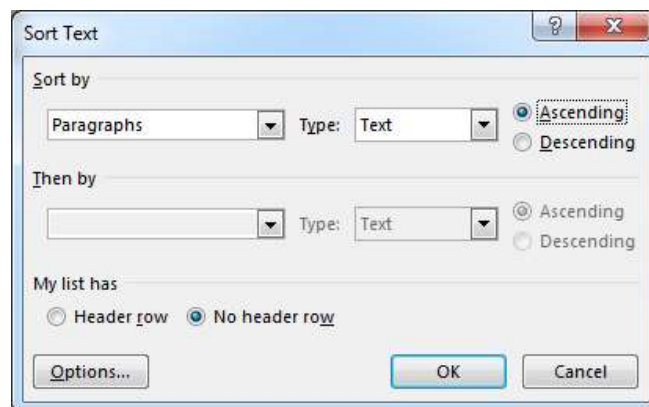 Sort Text
Sort by
Paragraphs Type: Text Ascending
Descending
Then by
Type: Text Ascending
Descending
My list has
Header row No header row
Options... OK Cancel